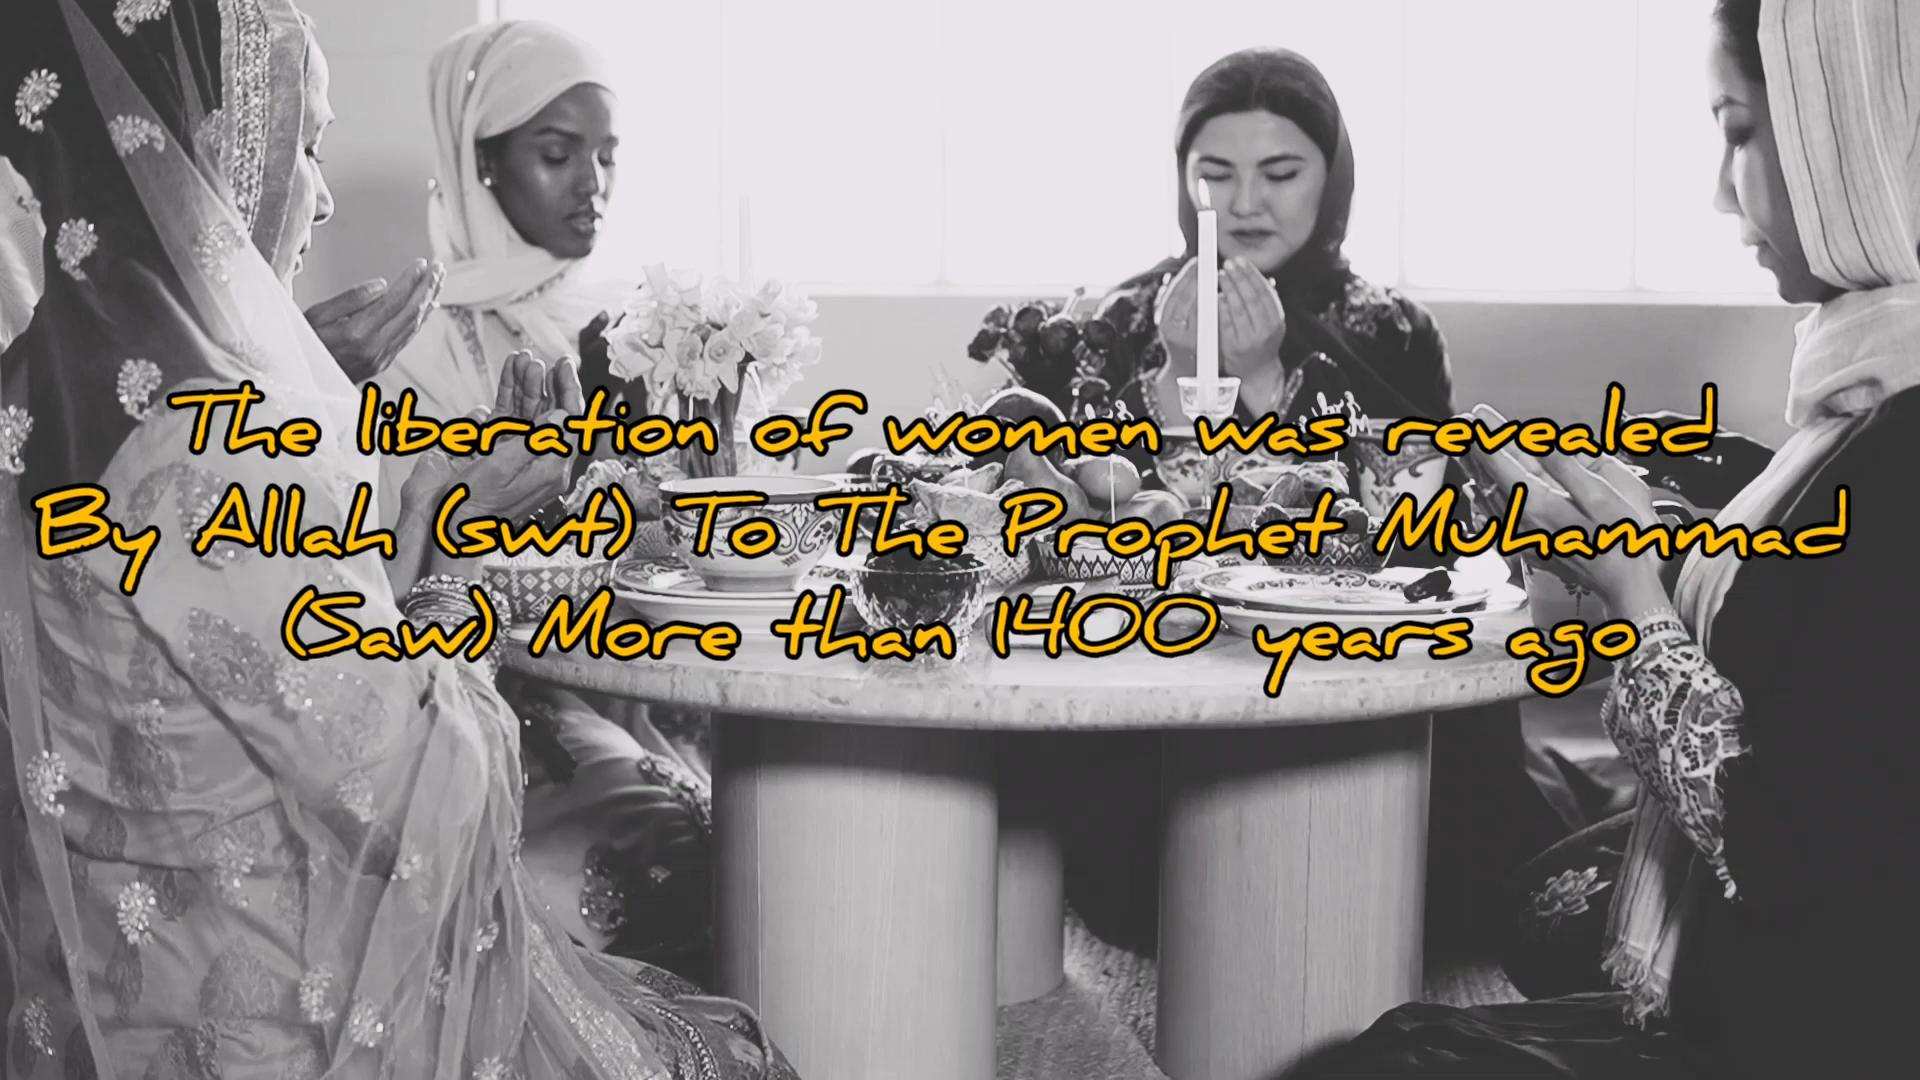 The liberation of women was revealed
By Allah (swt) To The Prophet Muhammad
(Saw) More than 1400 years ago